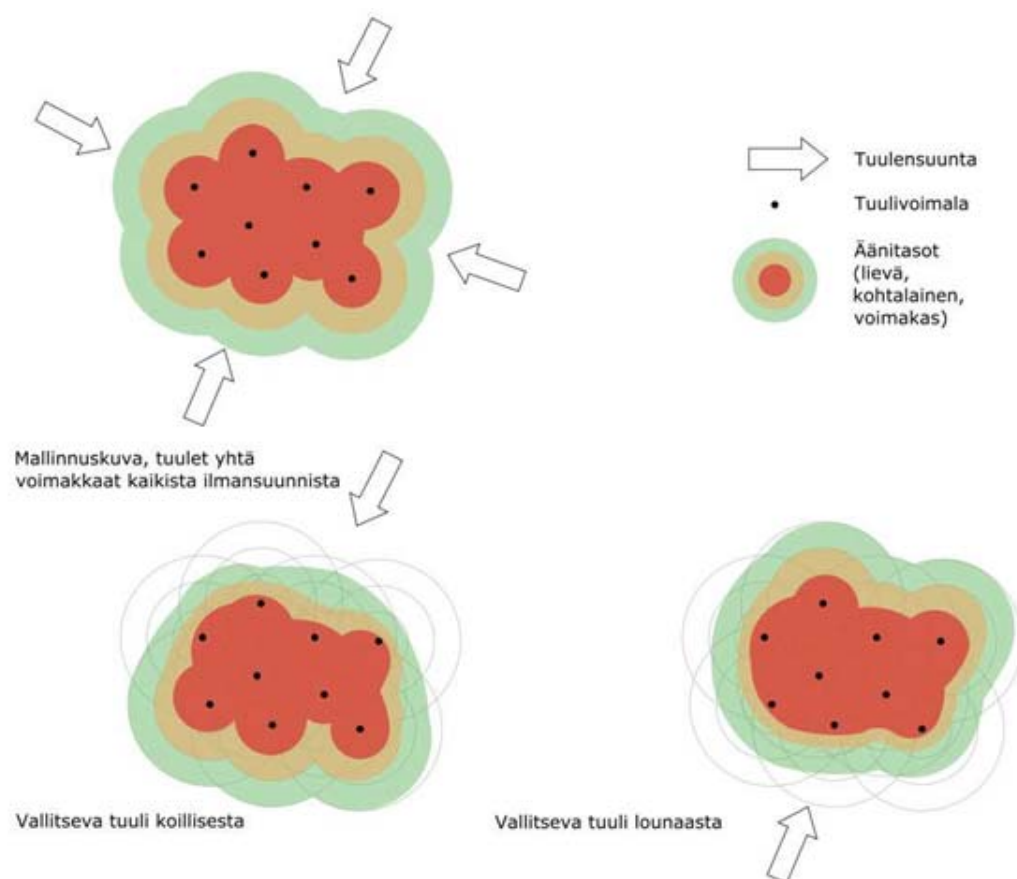 Tuulensuunta
Tuulivoimala
Äänitasot
(lievä,
kohtalainen,
voimakas)
Mallinnuskuva, tuulet yhtä
voimakkaat kaikista ilmansuunnista
Vallitseva tuuli koillisesta
Vallitseva tuuli lounaasta